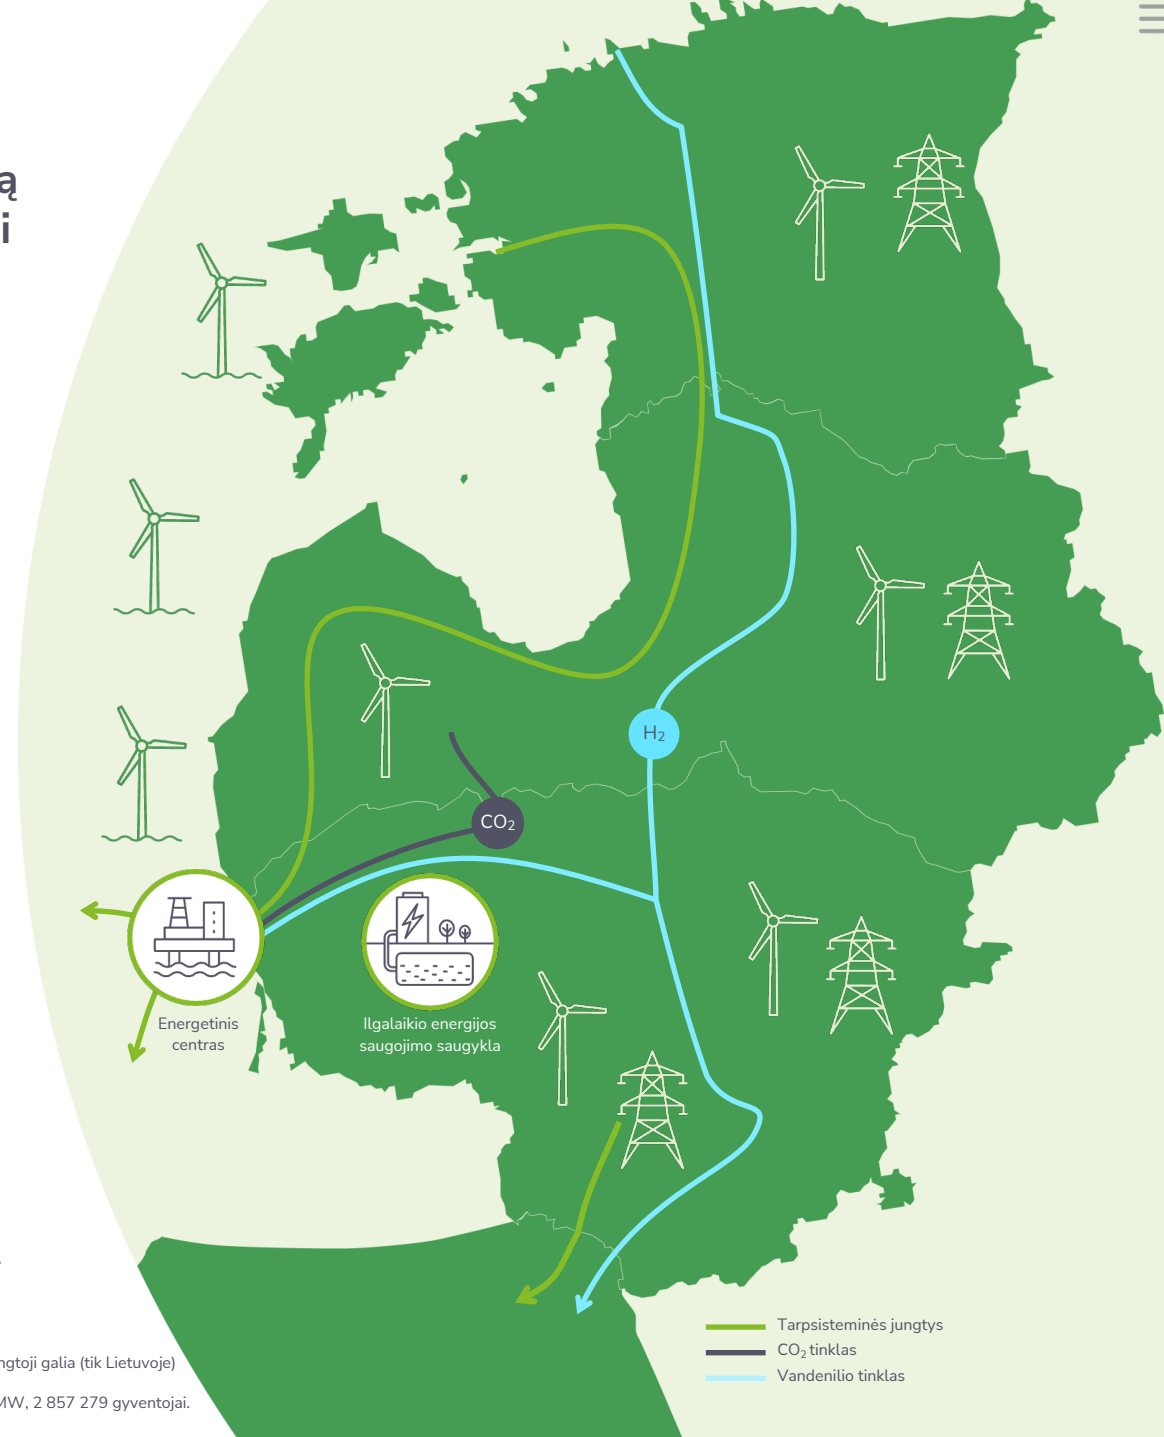 ą
i
H₂
CO₂
Energetinis
centras
Ilgalaikio energijos
saugojimo saugykla
Tarpsisteminės jungtys
CO₂ tinklas
Vandenilio tinklas
ngtoji galia (tik Lietuvoje)
MW, 2 857 279 gyventojai.